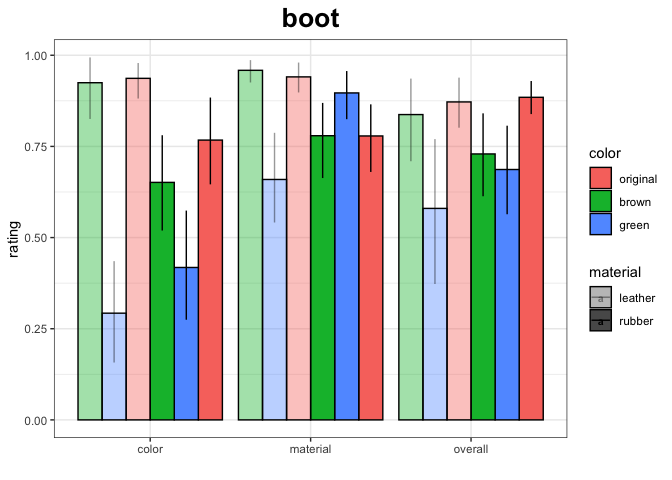 boot
1.00
0.75
0.50
0.25
0.00
rating
color
material
overall
color
original
brown
green
material
a leather
a rubber